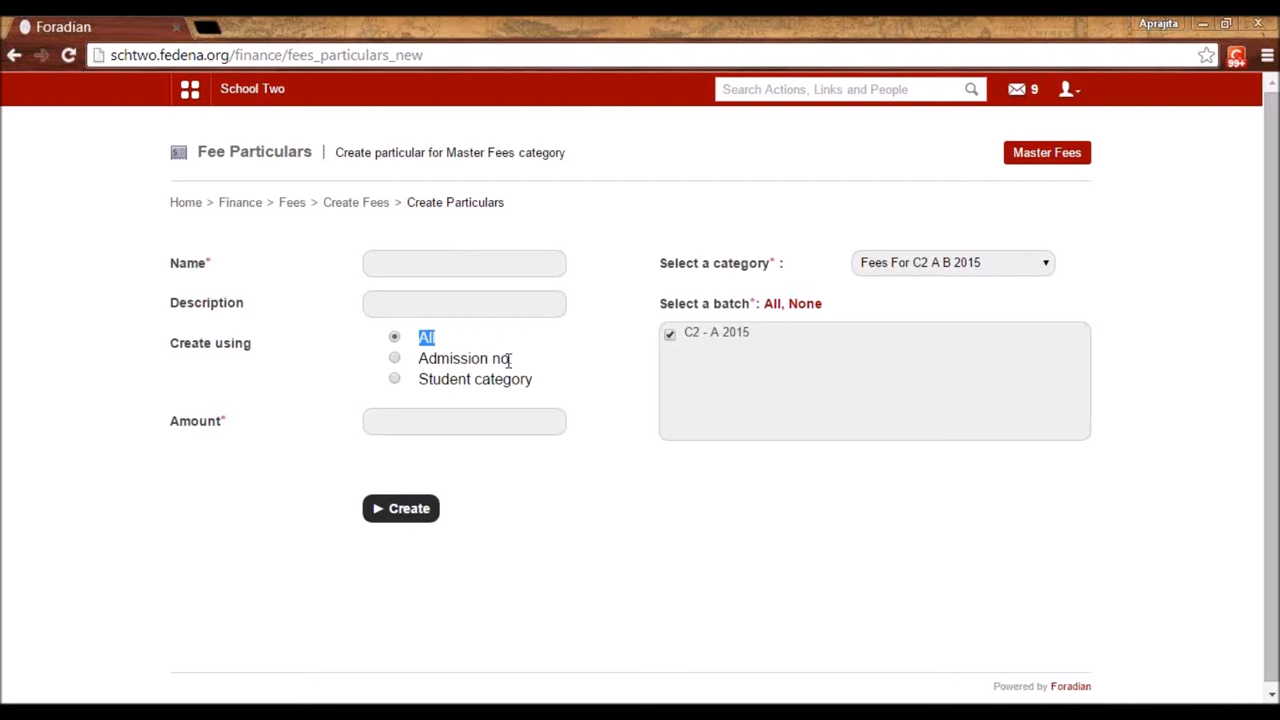 Foradian
Aprajita
schtwo.fedena.org/finance/fees_particulars_new
99+
School Two
Search Actions, Links and People
9
Fee Particulars | Create particular for Master Fees category
Master Fees
Home > Finance > Fees > Create Fees > Create Particulars
Name*
Select a category* :
Fees For C2 A B 2015
Description
Select a batch*: All, None
Create using
All
C2 - A 2015
Admission no
Student category
Amount*
Create
Powered by Foradian